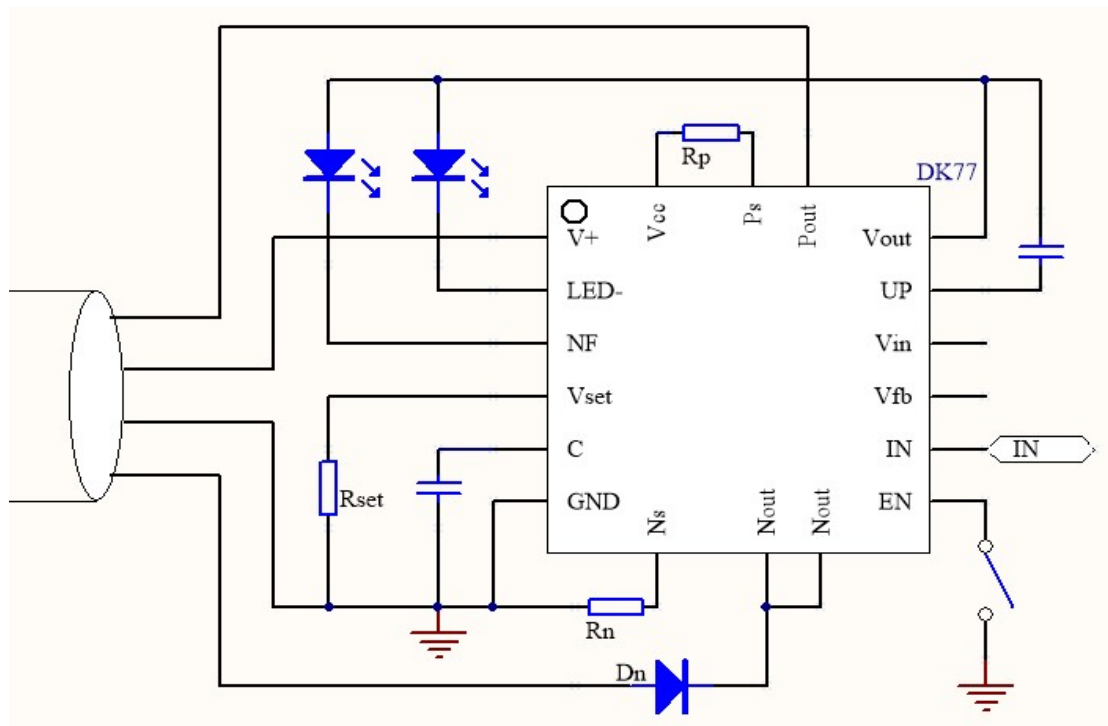 Rp
DK77
Vcc
Ps
Pout
V+
LED-
NF
Vset
C
GND
Vout
UP
Vin
Vfb
IN
EN
IN
Rset
Ns
Nout
Nout
Rn
Dn